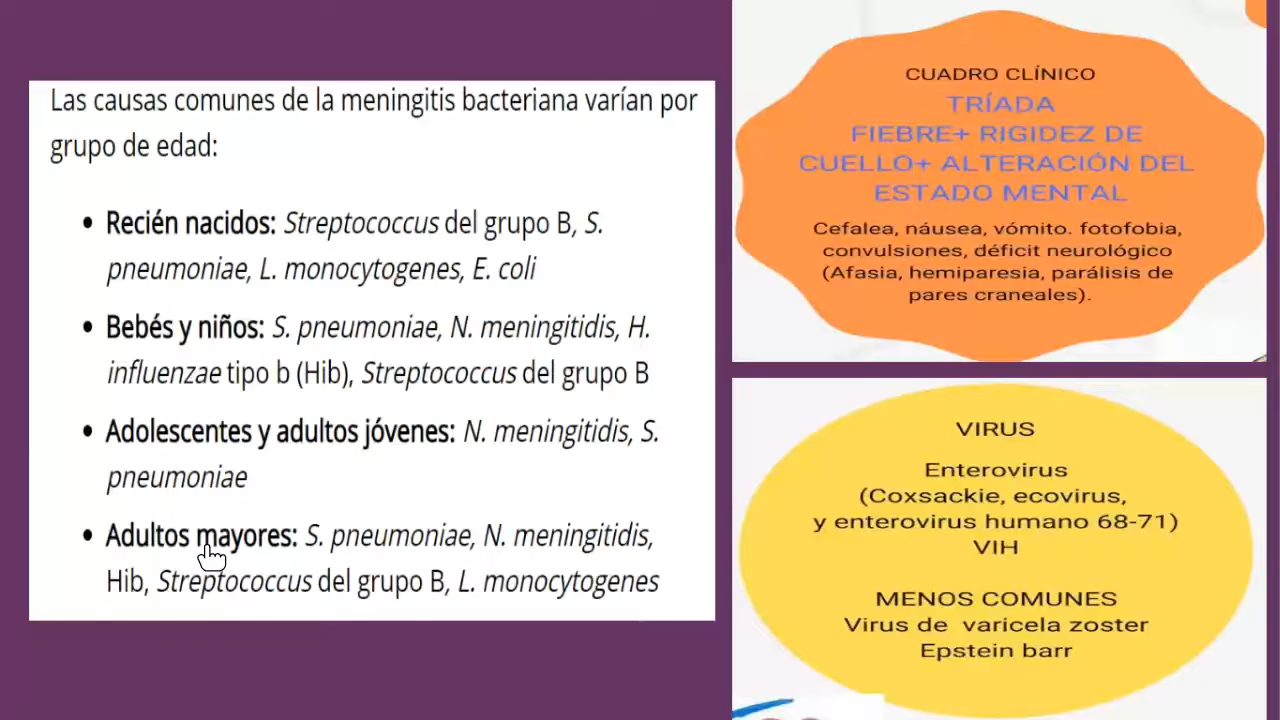 Las causas comunes de la meningitis bacteriana varían por
grupo de edad:
• Recién nacidos: Streptococcus del grupo B, S.
pneumoniae, L. monocytogenes, E. coli
• Bebés y niños: S. pneumoniae, N. meningitidis, H.
influenzae tipo b (Hib), Streptococcus del grupo B
• Adolescentes y adultos jóvenes: N. meningitidis, S.
pneumoniae
• Adultos mayores: S. pneumoniae, N. meningitidis,
Hib, Streptococcus del grupo B, L. monocytogenes
CUADRO CLÍNICO
TRÍADA
FIEBRE+ RIGIDEZ DE
CUELLO+ ALTERACIÓN DEL
ESTADO MENTAL
Cefalea, náusea, vómito. fotofobia,
convulsiones, déficit neurológico
(Afasia, hemiparesia, parálisis de
pares craneales).
VIRUS
Enterovirus
(Coxsackie, ecovirus,
y enterovirus humano 68-71)
VIH
MENOS COMUNES
Virus de varicela zoster
Epstein barr